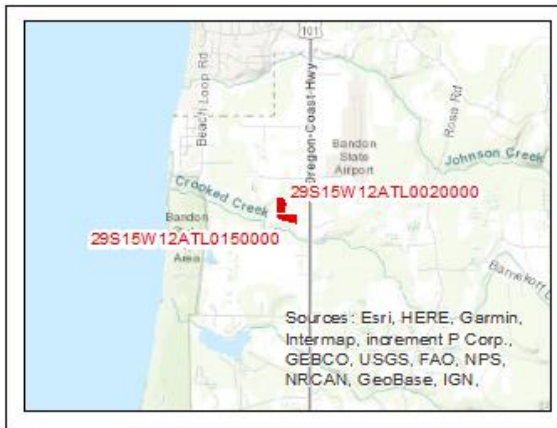 101
Beach Loop Rd
Oregon-Coast-Hwy
Rosa Rd
Bandon
State
Airport
Johnson Creek
Crooked Creek
29S15W12ATL0020000
Bandon
Area
29S15W12ATL0150000
Sources: Esri, HERE, Garmin,
Intermap, increment P Corp.,
GEBCO, USGS, FAO, NPS,
NRCAN, GeoBase, IGN,